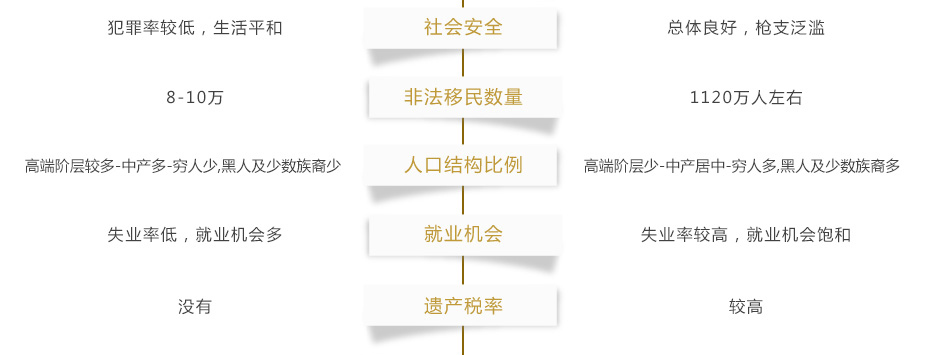 犯罪率较低，生活平和 社会安全 总体良好，枪支泛滥
8-10万 非法移民数量 1120万人左右
高端阶层较多-中产多-穷人少,黑人及少数族裔少 人口结构比例 高端阶层少-中产居中-穷人多,黑人及少数族裔多
失业率低，就业机会多 就业机会 失业率较高，就业机会饱和
没有 遗产税率 较高